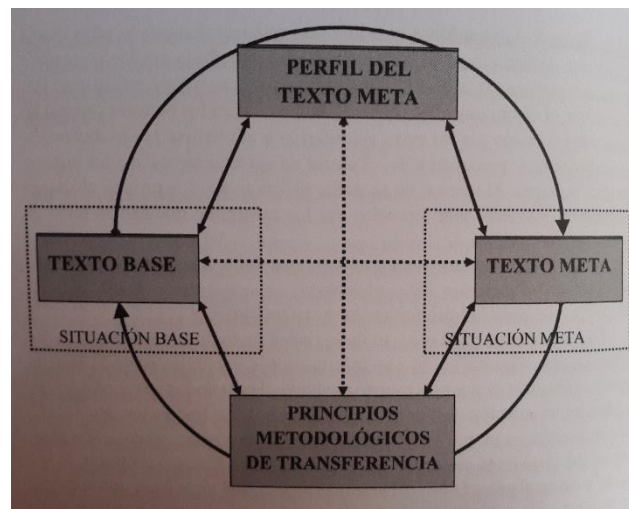 PERFIL DEL
TEXTO META
TEXTO BASE
TEXTO META
SITUACIÓN BASE
SITUACIÓN META
PRINCIPIOS
METODOLÓGICOS
DE TRANSFERENCIA